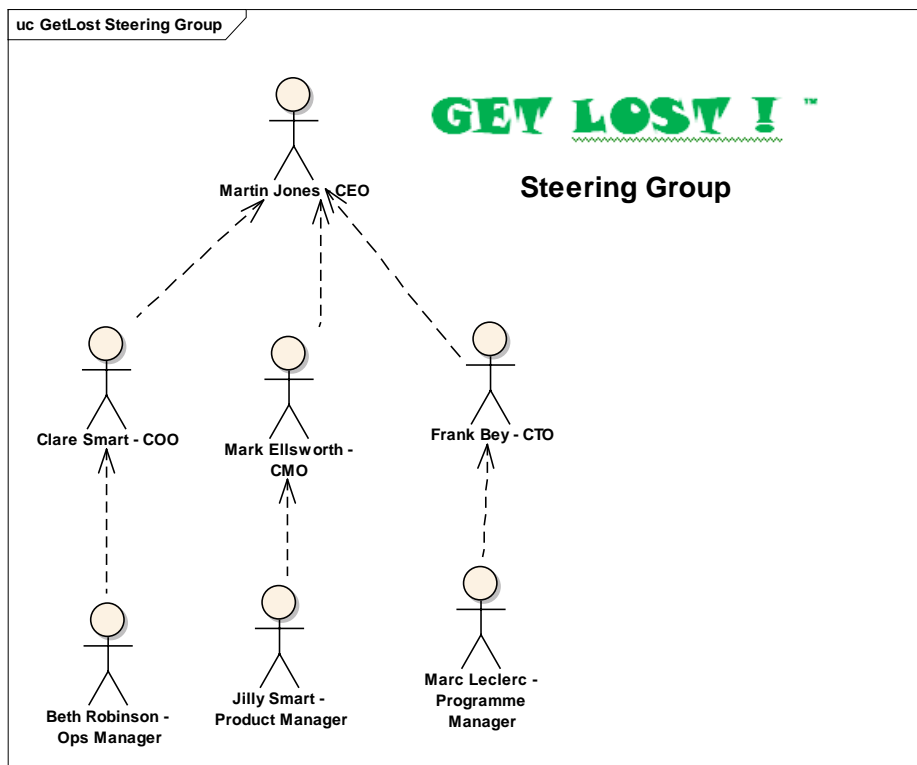 uc GetLost Steering Group
GET LOST ! ™
Steering Group
Martin Jones - CEO
Clare Smart - COO
Mark Ellsworth -
CMO
Frank Bey - CTO
Beth Robinson -
Ops Manager
Jilly Smart -
Product Manager
Marc Leclerc -
Programme
Manager